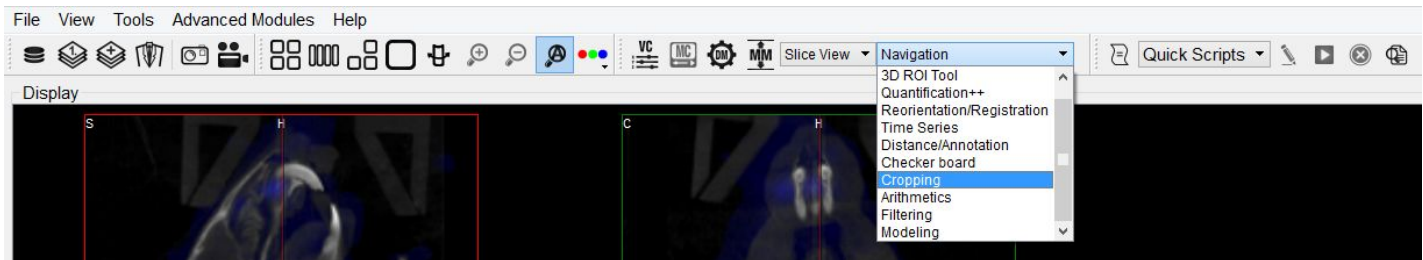 File View Tools Advanced Modules Help
1. + A VC MC DM MM Slice View Navigation Quick Scripts
Display
3D ROI Tool
Quantification++
Reorientation/Registration
Time Series
Distance/Annotation
Checker board
Cropping
Arithmetics
Filtering
Modeling
S H C H